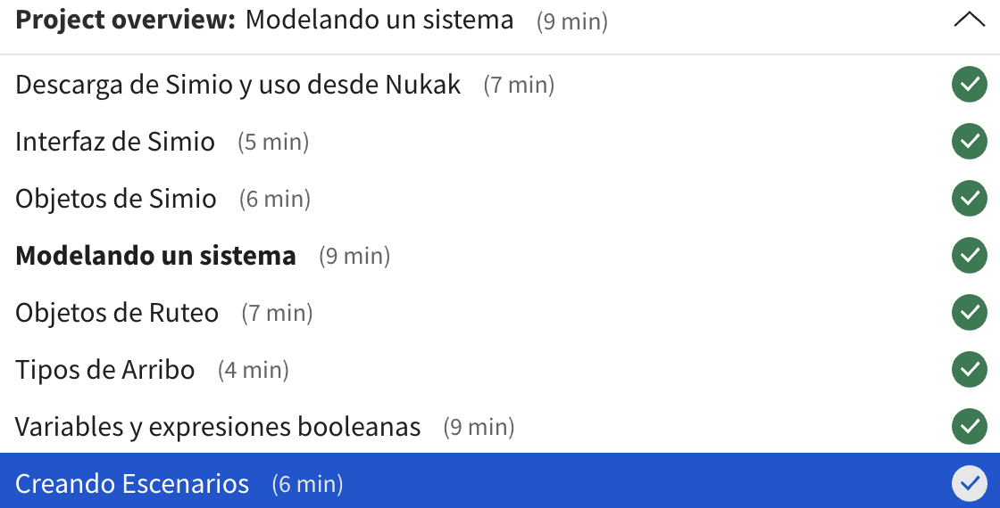 Project overview: Modelando un sistema (9 min)
Descarga de Simio y uso desde Nukak (7 min)
Interfaz de Simio (5 min)
Objetos de Simio (6 min)
Modelando un sistema (9 min)
Objetos de Ruteo (7 min)
Tipos de Arribo (4 min)
Variables y expresiones booleanas (9 min)
Creando Escenarios (6 min)